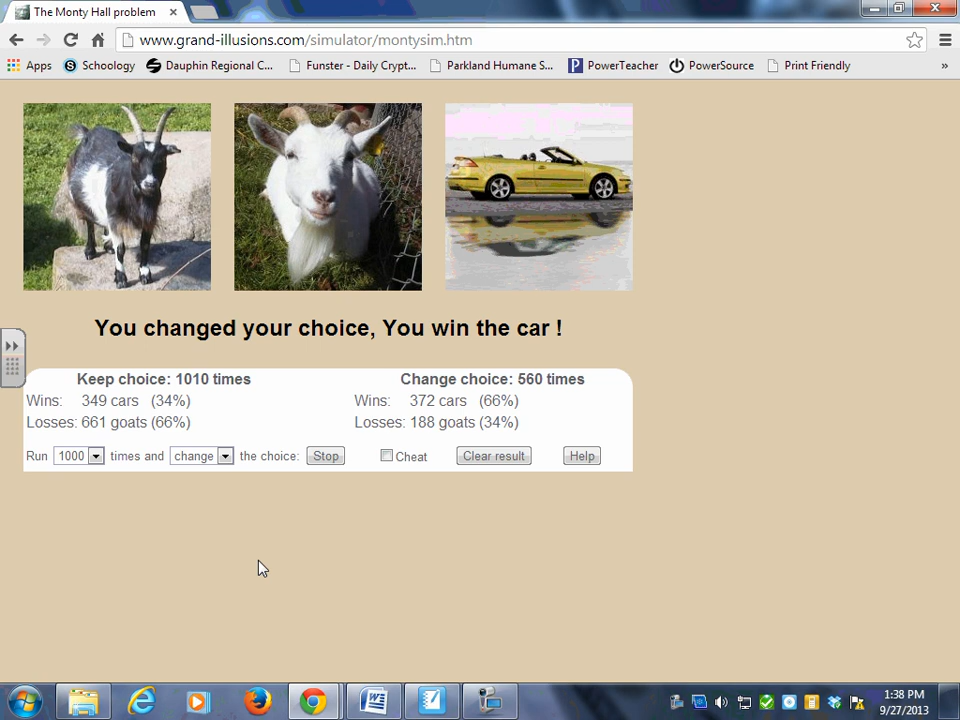 The Monty Hall problem
www.grand-illusions.com/simulator/montysim.htm
Apps Schoology Dauphin Regional C... Funster - Daily Crypt... Parkland Humane S... PowerTeacher PowerSource Print Friendly »
You changed your choice, You win the car !
Keep choice: 1010 times Change choice: 560 times
Wins: 349 cars (34%) Wins: 372 cars (66%)
Losses: 661 goats (66%) Losses: 188 goats (34%)
Run 1000 times and change the choice: Stop Cheat Clear result Help
1:38 PM
9/27/2013